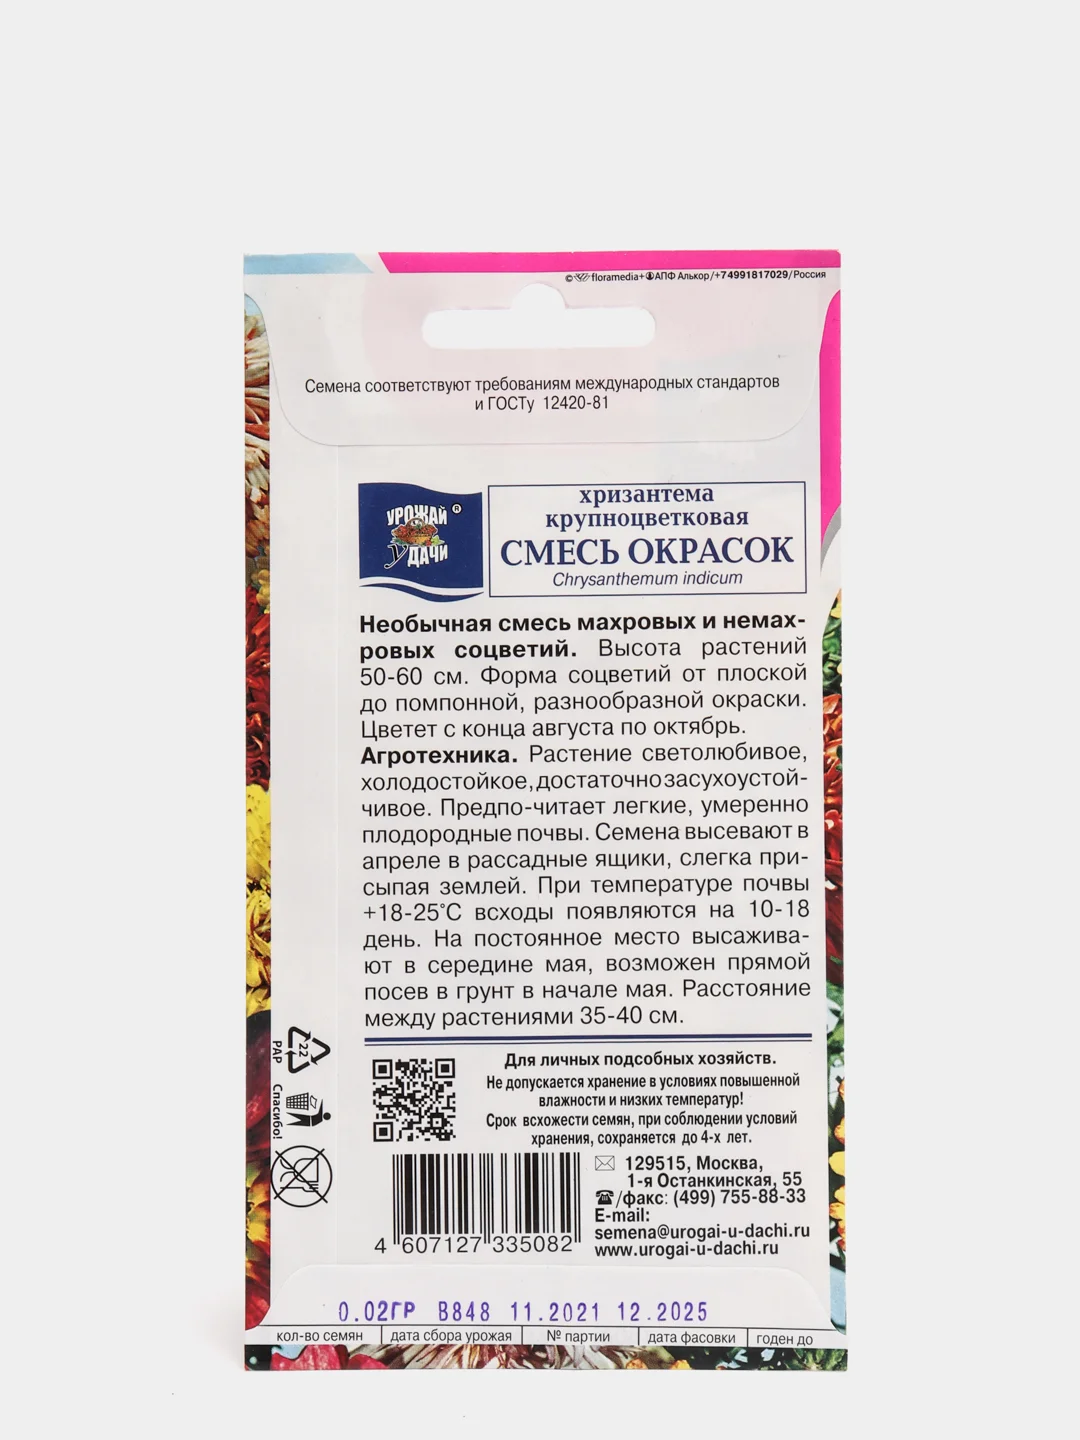 © floramedia+ АПФ Алькор/+74991817029/Россия
Семена соответствуют требованиям международных стандартов
и ГОСТу 12420-81
УРОЖАЙ ®
УДАЧИ
хризантема
крупноцветковая
СМЕСЬ ОКРАСОК
Chrysanthemum indicum
Необычная смесь махровых и немах-
ровых соцветий. Высота растений
50-60 см. Форма соцветий от плоской
до помпонной, разнообразной окраски.
Цветет с конца августа по октябрь.
Агротехника. Растение светолюбивое,
холодостойкое, достаточно засухоустой-
чивое. Предпо-читает легкие, умеренно
плодородные почвы. Семена высевают в
апреле в рассадные ящики, слегка при-
сыпая землей. При температуре почвы
+18-25°С всходы появляются на 10-18
день. На постоянное место высажива-
ют в середине мая, возможен прямой
посев в грунт в начале мая. Расстояние
между растениями 35-40 см.
22
PAP
Спасибо!
Для личных подсобных хозяйств.
Не допускается хранение в условиях повышенной
влажности и низких температур!
Срок всхожести семян, при соблюдении условий
хранения, сохраняется до 4-х лет.
129515, Москва,
1-я Останкинская, 55
/факс: (499) 755-88-33
E-mail:
semena@urogai-u-dachi.ru
www.urogai-u-dachi.ru
4 607127 335082
0.02ГР В848 11.2021 12.2025
кол-во семян дата сбора урожая № партии дата фасовки годен до